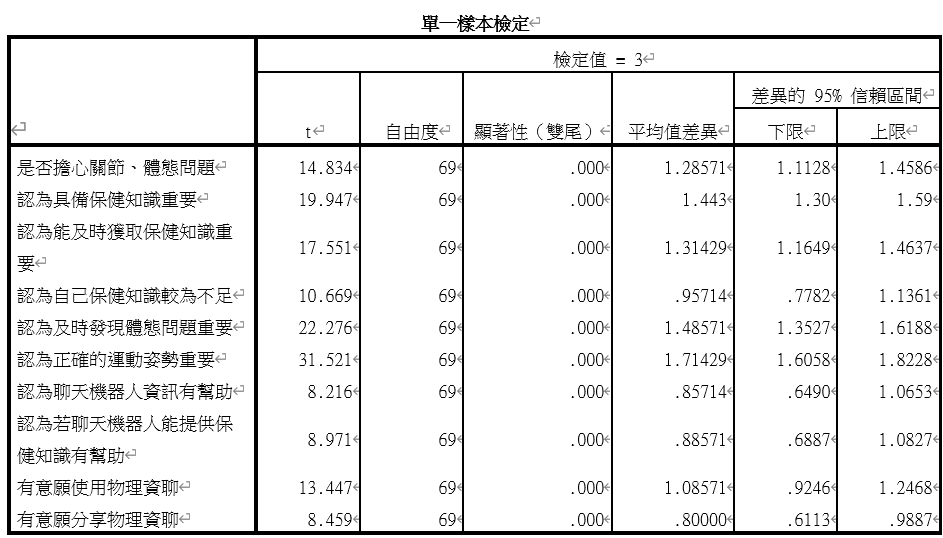 單一樣本檢定
檢定值 = 3
差異的 95% 信賴區間
t 自由度 顯著性（雙尾） 平均值差異 下限 上限
是否擔心關節、體態問題 14.834 69 .000 1.28571 1.1128 1.4586
認為具備保健知識重要 19.947 69 .000 1.443 1.30 1.59
認為能及時獲取保健知識重
要 17.551 69 .000 1.31429 1.1649 1.4637
認為自己保健知識較為不足 10.669 69 .000 .95714 .7782 1.1361
認為及時發現體態問題重要 22.276 69 .000 1.48571 1.3527 1.6188
認為正確的運動姿勢重要 31.521 69 .000 1.71429 1.6058 1.8228
認為聊天機器人資訊有幫助 8.216 69 .000 .85714 .6490 1.0653
認為若聊天機器人能提供保
健知識有幫助 8.971 69 .000 .88571 .6887 1.0827
有意願使用物理資聊 13.447 69 .000 1.08571 .9246 1.2468
有意願分享物理資聊 8.459 69 .000 .80000 .6113 .9887